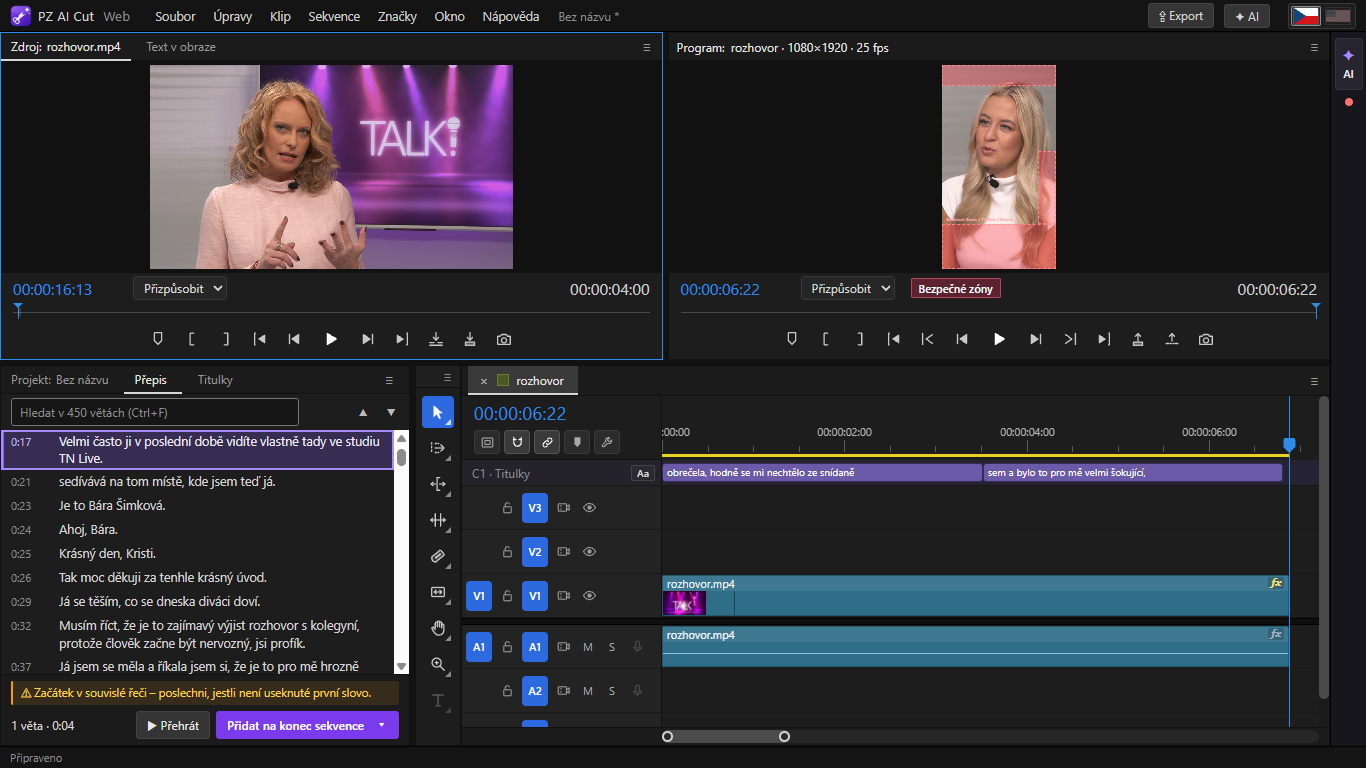 PZ AI Cut Web Soubor Úpravy Klip Sekvence Značky Okno Nápověda Bez názvu * Export AI
Zdroj: rozhovor.mp4 Text v obraze
TALK!
00:00:16:13 Přizpůsobit 00:00:04:00
Program: rozhovor · 1080×1920 · 25 fps
00:00:06:22 Přizpůsobit Bezpečné zóny 00:00:06:22
AI
Projekt: Bez názvu Přepis Titulky
Hledat v 450 větách (Ctrl+F)
0:17 Velmi často ji v poslední době vidíte vlastně tady ve studiu
TN Live.
0:21 sedívává na tom místě, kde jsem teď já.
0:23 Je to Bára Šimková.
0:24 Ahoj, Bára.
0:25 Krásný den, Kristi.
0:26 Tak moc děkuji za tenhle krásný úvod.
0:29 Já se těším, co se dneska diváci doví.
0:32 Musím říct, že je to zajímavý výjist rozhovor s kolegyní,
protože člověk začne být nervózný, jsi profík.
0:37 Já jsem se měla a říkala jsem si, že je to pro mě hrozně
⚠ Začátek v souvislé řeči – poslechni, jestli není useknuté první slovo.
1 věta · 0:04 Přehrát Přidat na konec sekvence
rozhovor
00:00:06:22
:00:00 00:00:02:00 00:00:04:00 00:00:06:00
C1 · Titulky Aa obrečela, hodně se mi nechtělo ze snídaně sem a bylo to pro mě velmi šokující,
V3
V2
V1 V1 rozhovor.mp4 fx
TALK!
A1 A1 M S rozhovor.mp4 fx
A2 M S
Připraveno